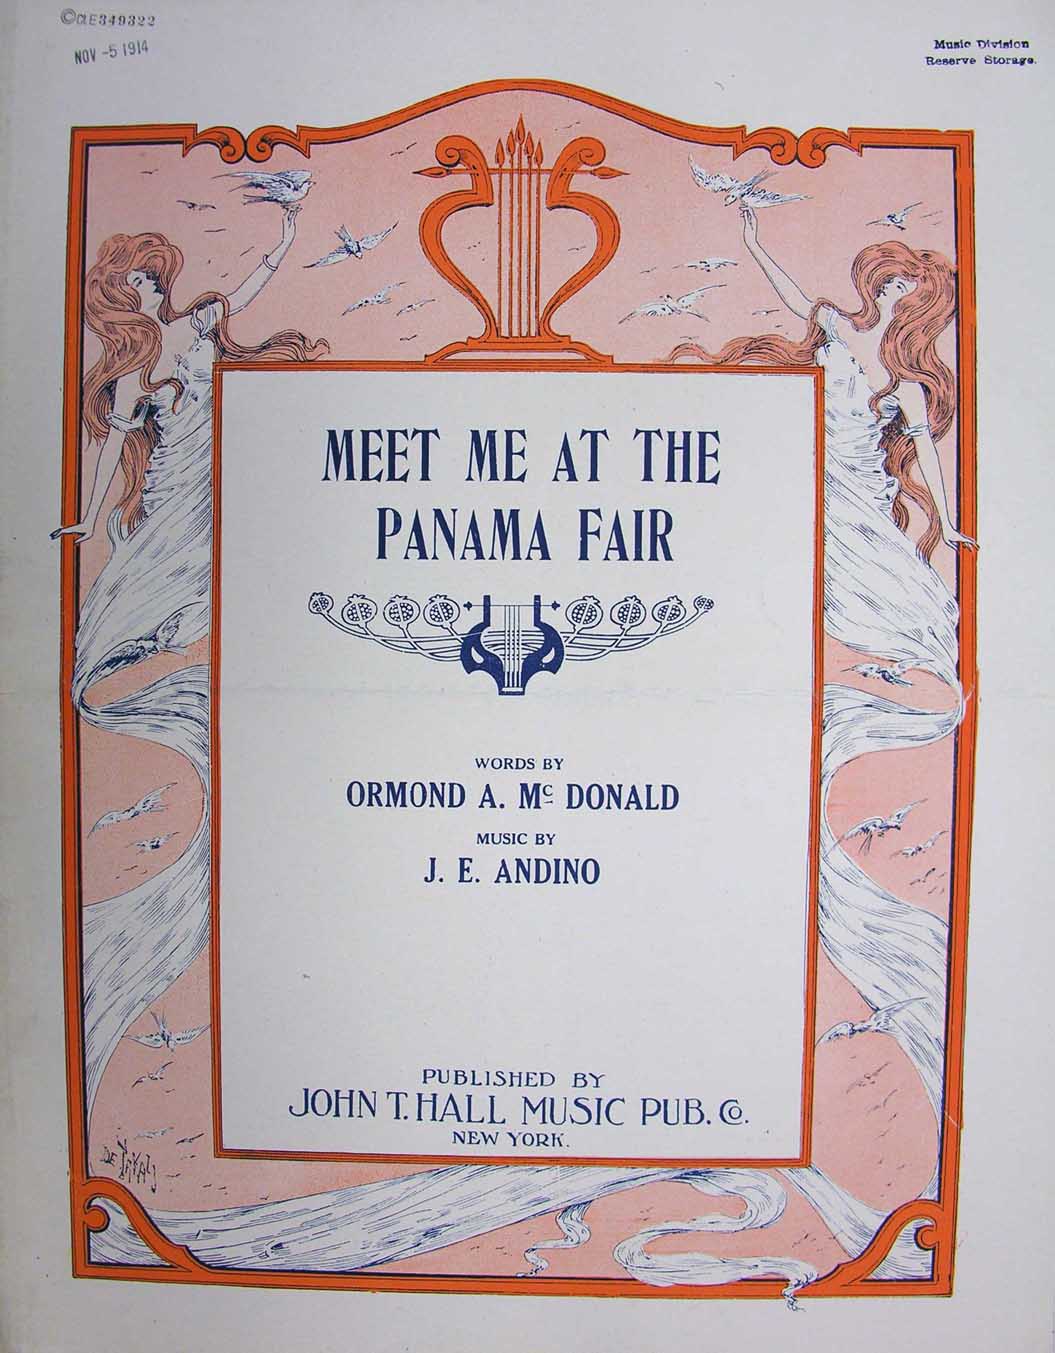 ©CLE349322
NOV -5 1914
Music Division
Reserve Storage.
MEET ME AT THE
PANAMA FAIR
WORDS BY
ORMOND A. Mc DONALD
MUSIC BY
J. E. ANDINO
PUBLISHED BY
JOHN T. HALL MUSIC PUB. Co.
NEW YORK.